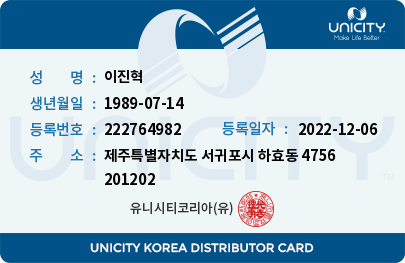 UNICITY
Make Life Better
성 명 : 이진혁
생년월일 : 1989-07-14
등록번호 : 222764982 등록일자 : 2022-12-06
주 소 : 제주특별자치도 서귀포시 하효동 4756
201202
UNICITY
TM
유니시티코리아(유)
UNICITY KOREA DISTRIBUTOR CARD